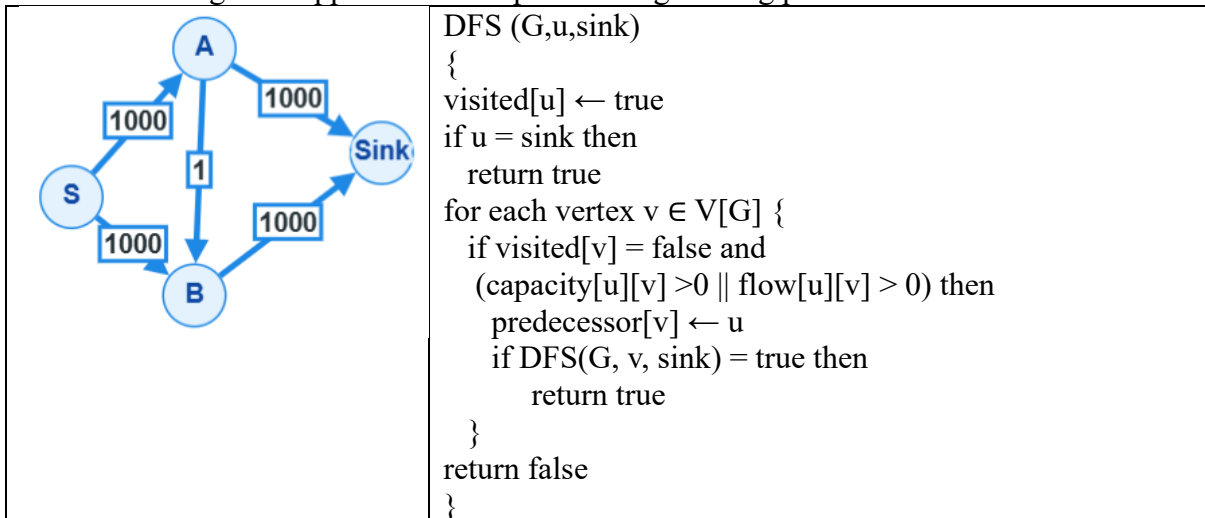 A
1000
1000
Sink
1
S
1000
1000
B
DFS (G,u,sink)
{
visited[u] ← true
if u = sink then
return true
for each vertex v ∈ V[G] {
if visited[v] = false and
(capacity[u][v] >0 || flow[u][v] > 0) then
predecessor[v] ← u
if DFS(G, v, sink) = true then
return true
}
return false
}